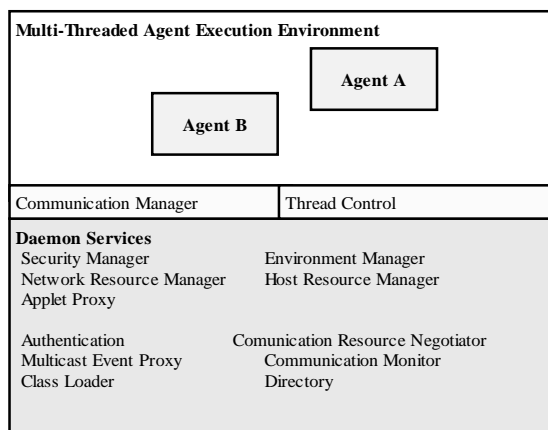 Multi-Threaded Agent Execution Environment
Agent A
Agent B
Communication Manager Thread Control
Daemon Services
Security Manager Environment Manager
Network Resource Manager Host Resource Manager
Applet Proxy
Authentication Comunication Resource Negotiator
Multicast Event Proxy Communication Monitor
Class Loader Directory